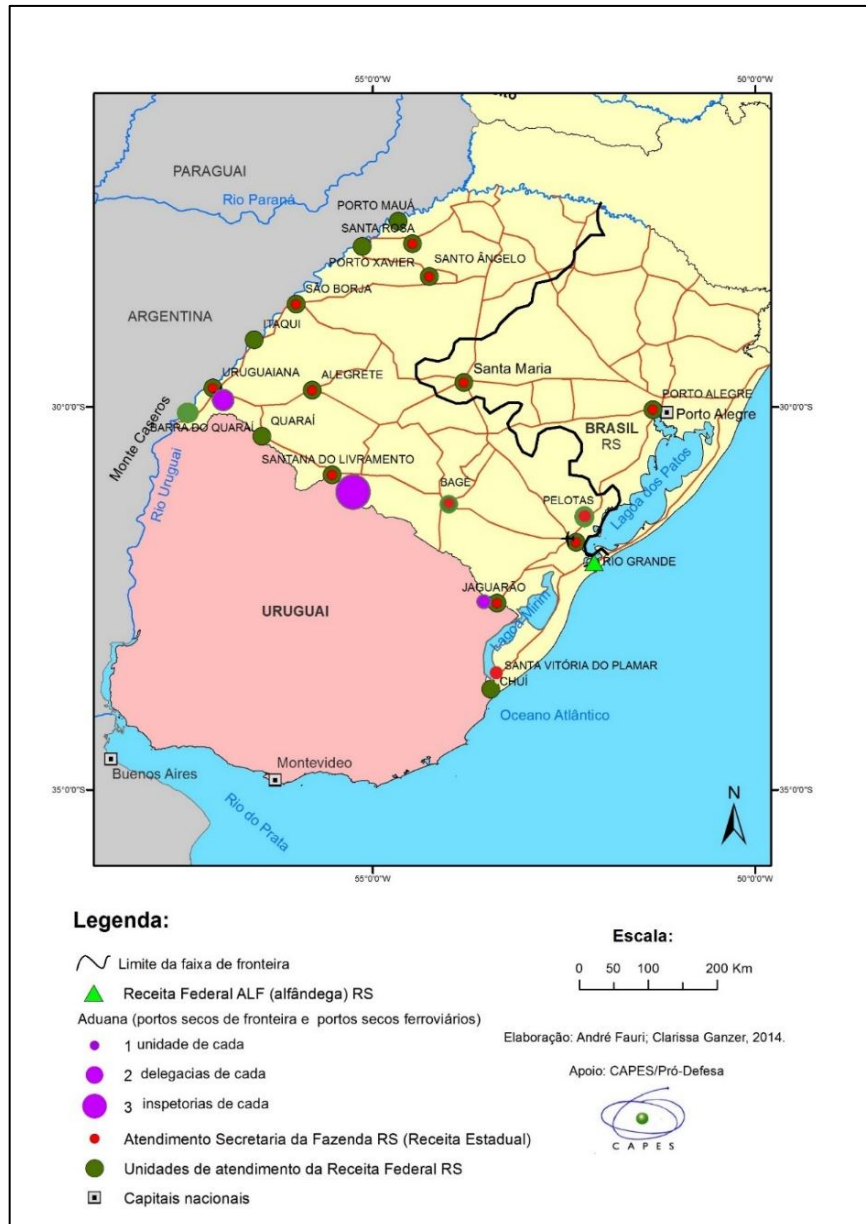 55°0'0"W
50°0'0"W
PARAGUAI
Rio Paraná
PORTO MAUÁ
SANTA ROSA
PORTO XAVIER
SANTO ÂNGELO
SÃO BORJA
ARGENTINA
ITAQUI
URUGUAIANA
ALEGRETE
Santa Maria
PORTO ALEGRE
Porto Alegre
30°0'0"S
30°0'0"S
Monte Caseros
BARRA DO QUARAÍ
QUARAÍ
BRASIL
RS
Rio Uruguai
SANTANA DO LIVRAMENTO
BAGÉ
PELOTAS
Lagoa dos Patos
RIO GRANDE
JAGUARÃO
URUGUAI
Lagoa Mirim
SANTA VITÓRIA DO PLAMAR
CHUÍ
Oceano Atlântico
Buenos Aires
Montevideo
Rio do Prata
N
35°0'0"S
35°0'0"S
55°0'0"W
50°0'0"W
Legenda:
Limite da faixa de fronteira
Receita Federal ALF (alfândega) RS
Aduana (portos secos de fronteira e portos secos ferroviários)
1 unidade de cada
2 delegacias de cada
3 inspetorias de cada
Atendimento Secretaria da Fazenda RS (Receita Estadual)
Unidades de atendimento da Receita Federal RS
Capitais nacionais
Escala:
0 50 100 200 Km
Elaboração: André Fauri; Clarissa Ganzer, 2014.
Apoio: CAPES/Pró-Defesa
CAPES